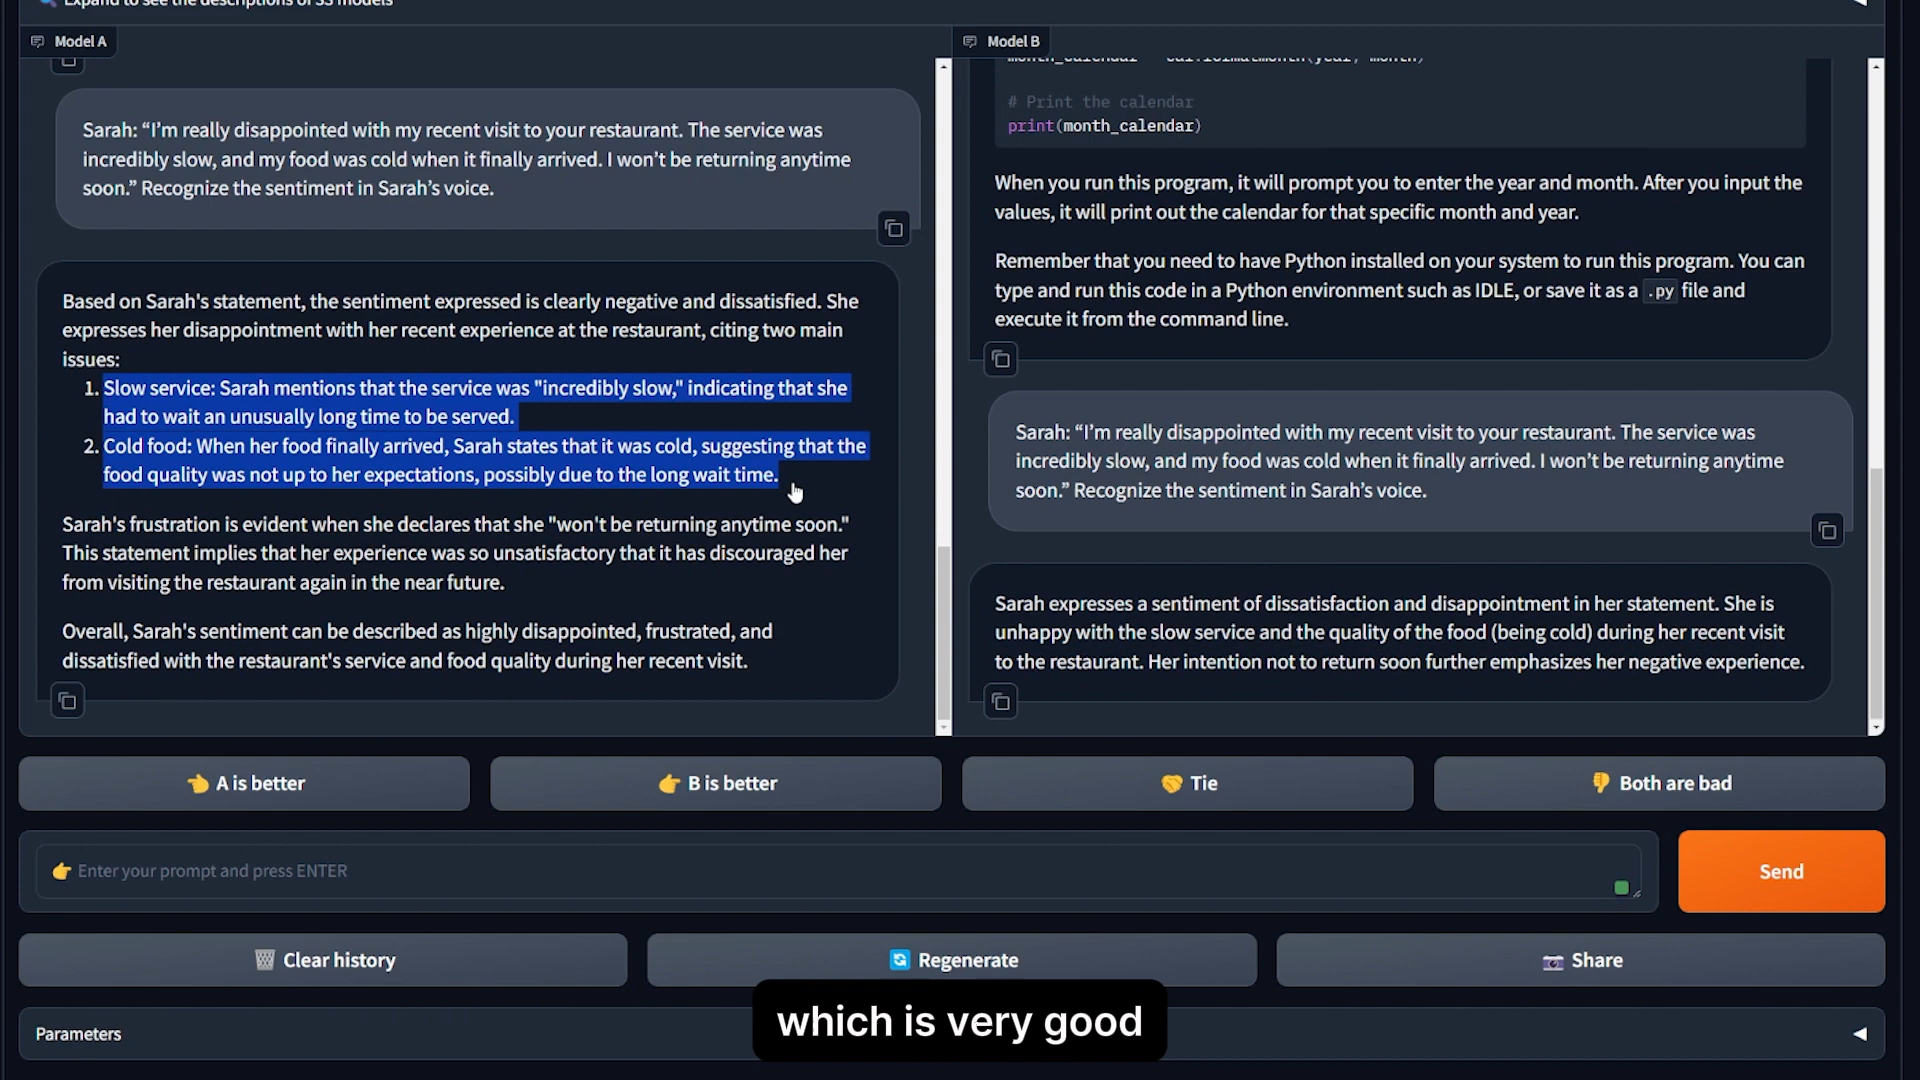 Expand to see the descriptions of 33 models
Model A
Sarah: “I’m really disappointed with my recent visit to your restaurant. The service was
incredibly slow, and my food was cold when it finally arrived. I won’t be returning anytime
soon.” Recognize the sentiment in Sarah’s voice.
Based on Sarah's statement, the sentiment expressed is clearly negative and dissatisfied. She
expresses her disappointment with her recent experience at the restaurant, citing two main
issues:
1. Slow service: Sarah mentions that the service was "incredibly slow," indicating that she
had to wait an unusually long time to be served.
2. Cold food: When her food finally arrived, Sarah states that it was cold, suggesting that the
food quality was not up to her expectations, possibly due to the long wait time.
Sarah's frustration is evident when she declares that she "won't be returning anytime soon."
This statement implies that her experience was so unsatisfactory that it has discouraged her
from visiting the restaurant again in the near future.
Overall, Sarah's sentiment can be described as highly disappointed, frustrated, and
dissatisfied with the restaurant's service and food quality during her recent visit.
Model B
month_calendar = cal.formatmonth(year, month)
# Print the calendar
print(month_calendar)
When you run this program, it will prompt you to enter the year and month. After you input the
values, it will print out the calendar for that specific month and year.
Remember that you need to have Python installed on your system to run this program. You can
type and run this code in a Python environment such as IDLE, or save it as a .py file and
execute it from the command line.
Sarah: “I’m really disappointed with my recent visit to your restaurant. The service was
incredibly slow, and my food was cold when it finally arrived. I won’t be returning anytime
soon.” Recognize the sentiment in Sarah’s voice.
Sarah expresses a sentiment of dissatisfaction and disappointment in her statement. She is
unhappy with the slow service and the quality of the food (being cold) during her recent visit
to the restaurant. Her intention not to return soon further emphasizes her negative experience.
👈 A is better
👉 B is better
🤝 Tie
👎 Both are bad
👉 Enter your prompt and press ENTER
Send
🗑️ Clear history
🔄 Regenerate
📷 Share
which is very good
Parameters